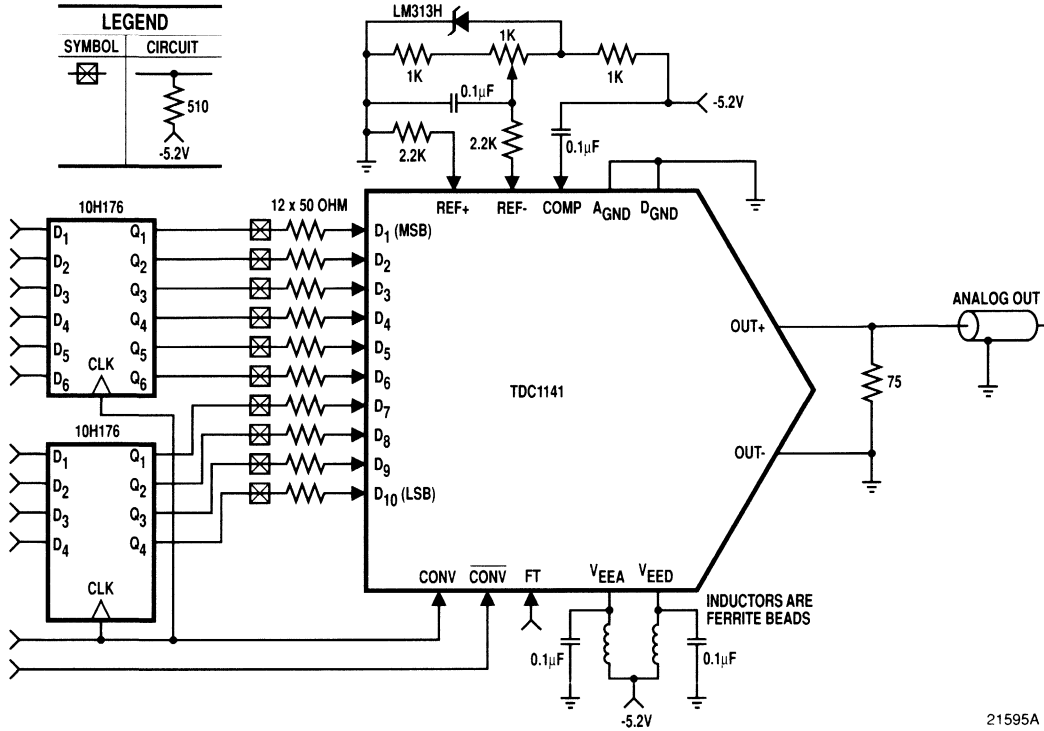 LEGEND
SYMBOL CIRCUIT
510
-5.2V
LM313H
1K
1K
1K
0.1µF
-5.2V
2.2K
2.2K
0.1µF
REF+ REF- COMP AGND DGND
10H176
12 x 50 OHM
D1 Q1 D1 (MSB)
D2 Q2 D2
D3 Q3 D3
D4 Q4 D4
D5 Q5 D5
CLK
D6 Q6 D6
D7
10H176
D8
D1 Q1
D2 Q2 D9
D3 Q3 D10 (LSB)
D4 Q4
CLK
TDC1141
OUT+
ANALOG OUT
75
OUT-
CONV CONV FT VEEA VEED
INDUCTORS ARE
FERRITE BEADS
0.1µF
0.1µF
-5.2V
21595A